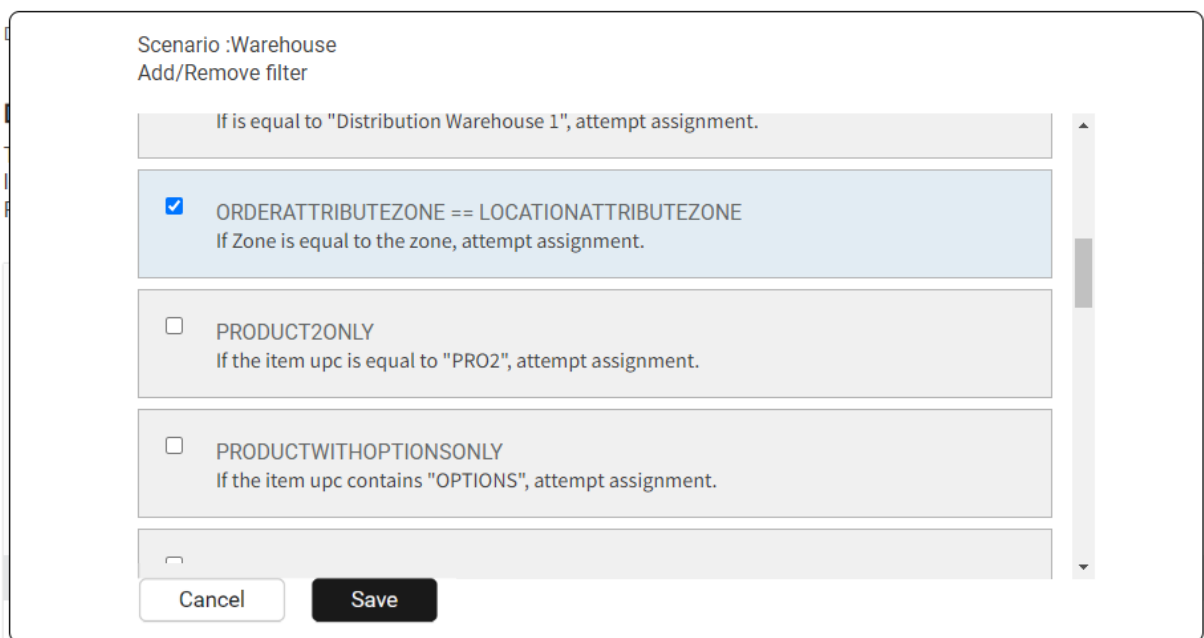 Scenario :Warehouse
Add/Remove filter
If is equal to "Distribution Warehouse 1", attempt assignment.
ORDERATTRIBUTEZONE == LOCATIONATTRIBUTEZONE
If Zone is equal to the zone, attempt assignment.
PRODUCT2ONLY
If the item upc is equal to "PRO2", attempt assignment.
PRODUCTWITHOPTIONSONLY
If the item upc contains "OPTIONS", attempt assignment.
Cancel
Save